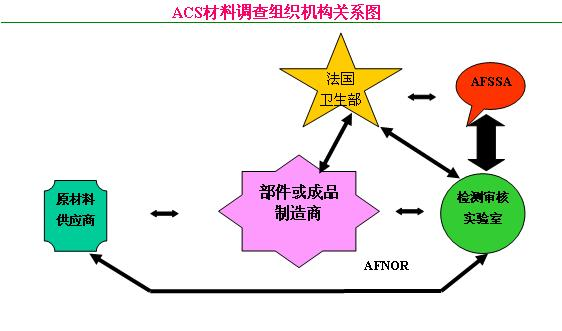 ACS材料调查组织机构关系图
法国
卫生部
AFSSA
原材料
供应商
部件或成品
制造商
检测审核
实验室
AFNOR